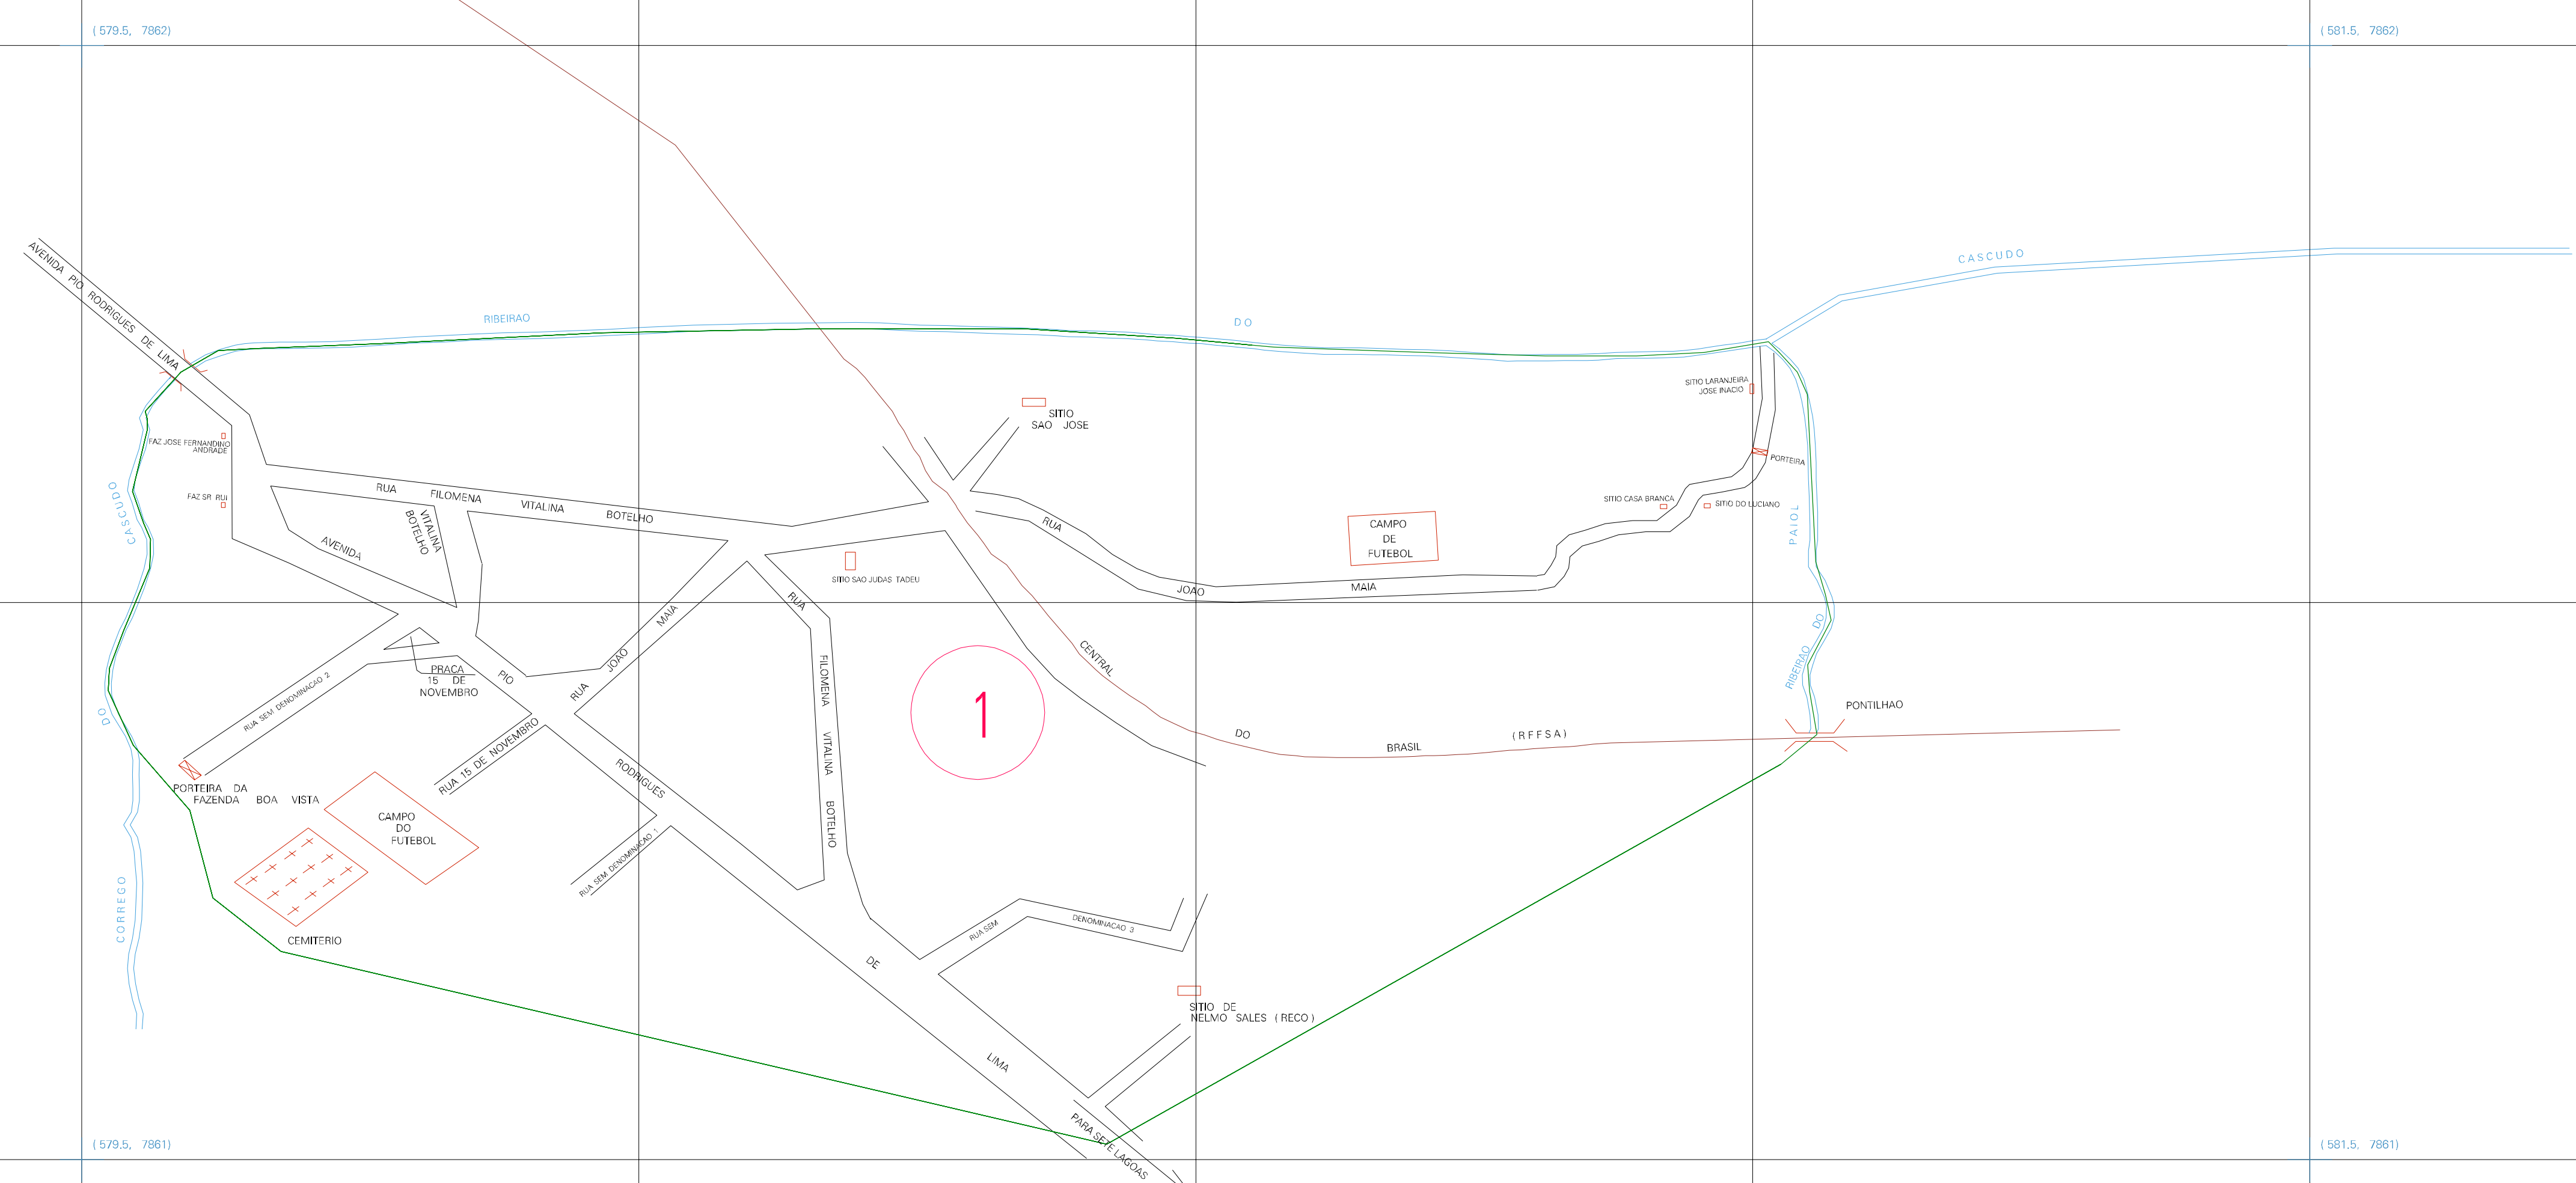 ( 579.5, 7862)
( 581.5, 7862)
AVENIDA PIO RODRIGUES DE LIMA
RIBEIRAO DO CASCUDO
SITIO LARANJEIRA
JOSE INACIO
SITIO
SAO JOSE
FAZ JOSE FERNANDINO
ANDRADE
PORTEIRA
FAZ SR RUI
RUA FILOMENA VITALINA BOTELHO
VITALINA
BOTELHO
AVENIDA
SITIO CASA BRANCA
SITIO DO LUCIANO
CAMPO
DE
FUTEBOL
RUA JOAO MAIA
SITIO SAO JUDAS TADEU
RIBEIRAO DO PAIOL
CORREGO DO CASCUDO
RUA JOAO MAIA
RUA FILOMENA VITALINA BOTELHO
1
CENTRAL DO BRASIL (RFFSA)
PONTILHAO
PRACA
15 DE
NOVEMBRO
RUA SEM DENOMINACAO 2
PIO RODRIGUES DE LIMA
RUA 15 DE NOVEMBRO
PORTEIRA DA
FAZENDA BOA VISTA
CAMPO
DO
FUTEBOL
RUA SEM DENOMINACAO 1
CEMITERIO
RUA SEM DENOMINACAO 3
SITIO DE
NELMO SALES ( RECO )
PARA SETE LAGOAS
( 579.5, 7861)
( 581.5, 7861)